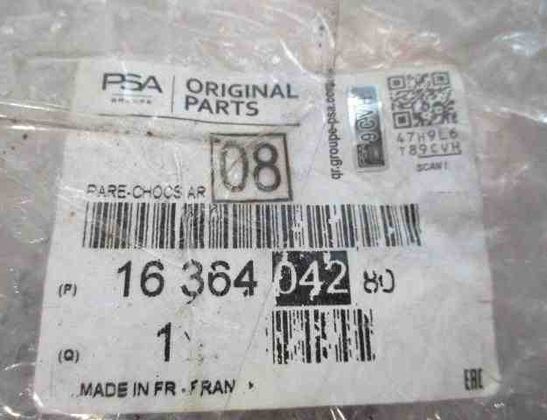 PSA
GROUPE
ORIGINAL
PARTS
qr.groupe-psa.com
47H9L6
T89CVH
SCAN !
08
PARE-CHOCS AR
(P) 16 364 042 80
(Q) 1
MADE IN FR - FRAN
EAC